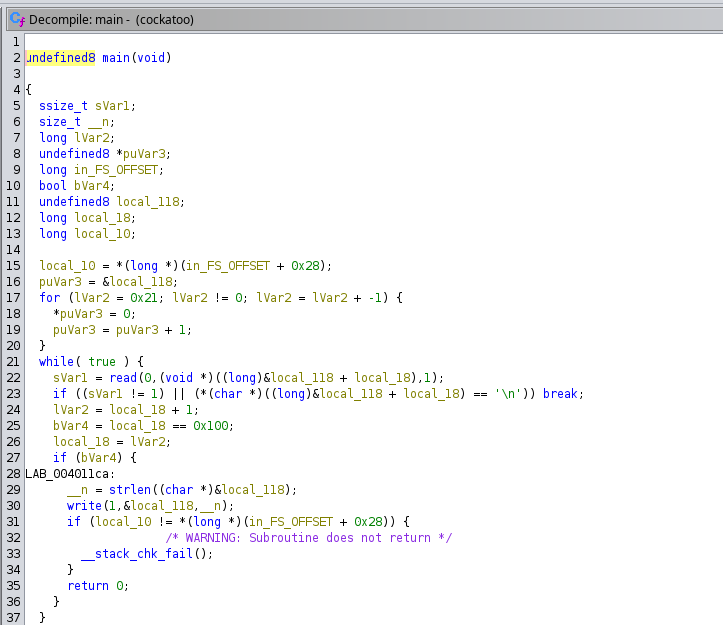 Decompile: main - (cockatoo)
1
2 undefined8 main(void)
3
4 {
5 ssize_t sVar1;
6 size_t __n;
7 long lVar2;
8 undefined8 *puVar3;
9 long in_FS_OFFSET;
10 bool bVar4;
11 undefined8 local_118;
12 long local_18;
13 long local_10;
14
15 local_10 = *(long *)(in_FS_OFFSET + 0x28);
16 puVar3 = &local_118;
17 for (lVar2 = 0x21; lVar2 != 0; lVar2 = lVar2 + -1) {
18 *puVar3 = 0;
19 puVar3 = puVar3 + 1;
20 }
21 while( true ) {
22 sVar1 = read(0,(void *)((long)&local_118 + local_18),1);
23 if ((sVar1 != 1) || (*(char *)((long)&local_118 + local_18) == '\n')) break;
24 lVar2 = local_18 + 1;
25 bVar4 = local_18 == 0x100;
26 local_18 = lVar2;
27 if (bVar4) {
28 LAB_004011ca:
29 __n = strlen((char *)&local_118);
30 write(1,&local_118,__n);
31 if (local_10 != *(long *)(in_FS_OFFSET + 0x28)) {
32 /* WARNING: Subroutine does not return */
33 __stack_chk_fail();
34 }
35 return 0;
36 }
37 }